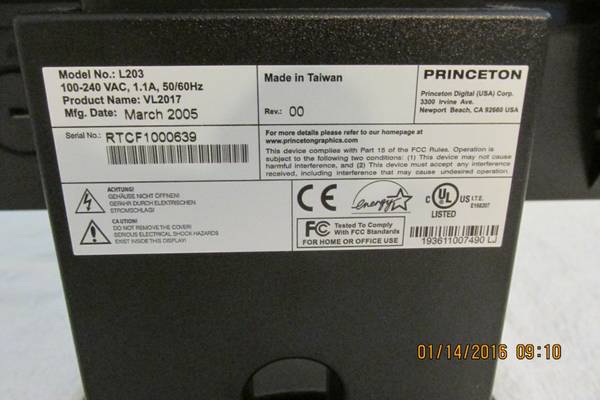 Model No.: L203
100-240 VAC, 1.1A, 50/60Hz
Product Name: VL2017
Mfg. Date: March 2005
Made in Taiwan
Rev.: 00
PRINCETON
Princeton Digital (USA) Corp.
3300 Irvine Ave.
Newport Beach, CA 92660 USA
Serial No.: RTCF1000639
For more details please refer to our homepage at
www.princetongraphics.com
This device complies with Part 15 of the FCC Rules. Operation is
subject to the following two conditions: (1) This device may not cause
harmful interference, and (2) This device must accept any interference
received, including interference that may cause undesired operation.
ACHTUNG!
GEHÄUSE NICHT ÖFFNEN!
GEFAHR DURCH ELEKTRISCHEN
STROMSCHLAG!
CAUTION!
DO NOT REMOVE THE COVER!
SERIOUS ELECTRICAL SHOCK HAZARDS
EXIST INSIDE THIS DISPLAY!
CE
energy
FC Tested To Comply
With FCC Standards
FOR HOME OR OFFICE USE
c UL US I.T.E.
E168207
LISTED
193611007490 LJ
01/14/2016 09:10